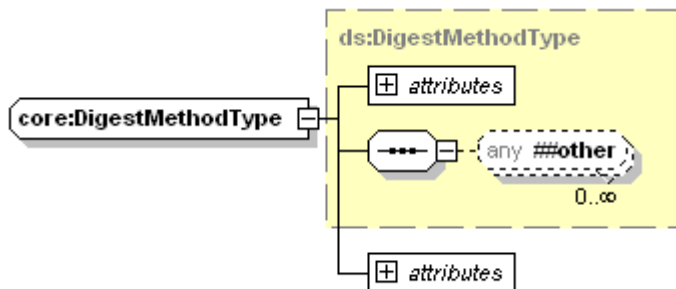 ds:DigestMethodType
attributes
core:DigestMethodType
any ##other
0..∞
attributes